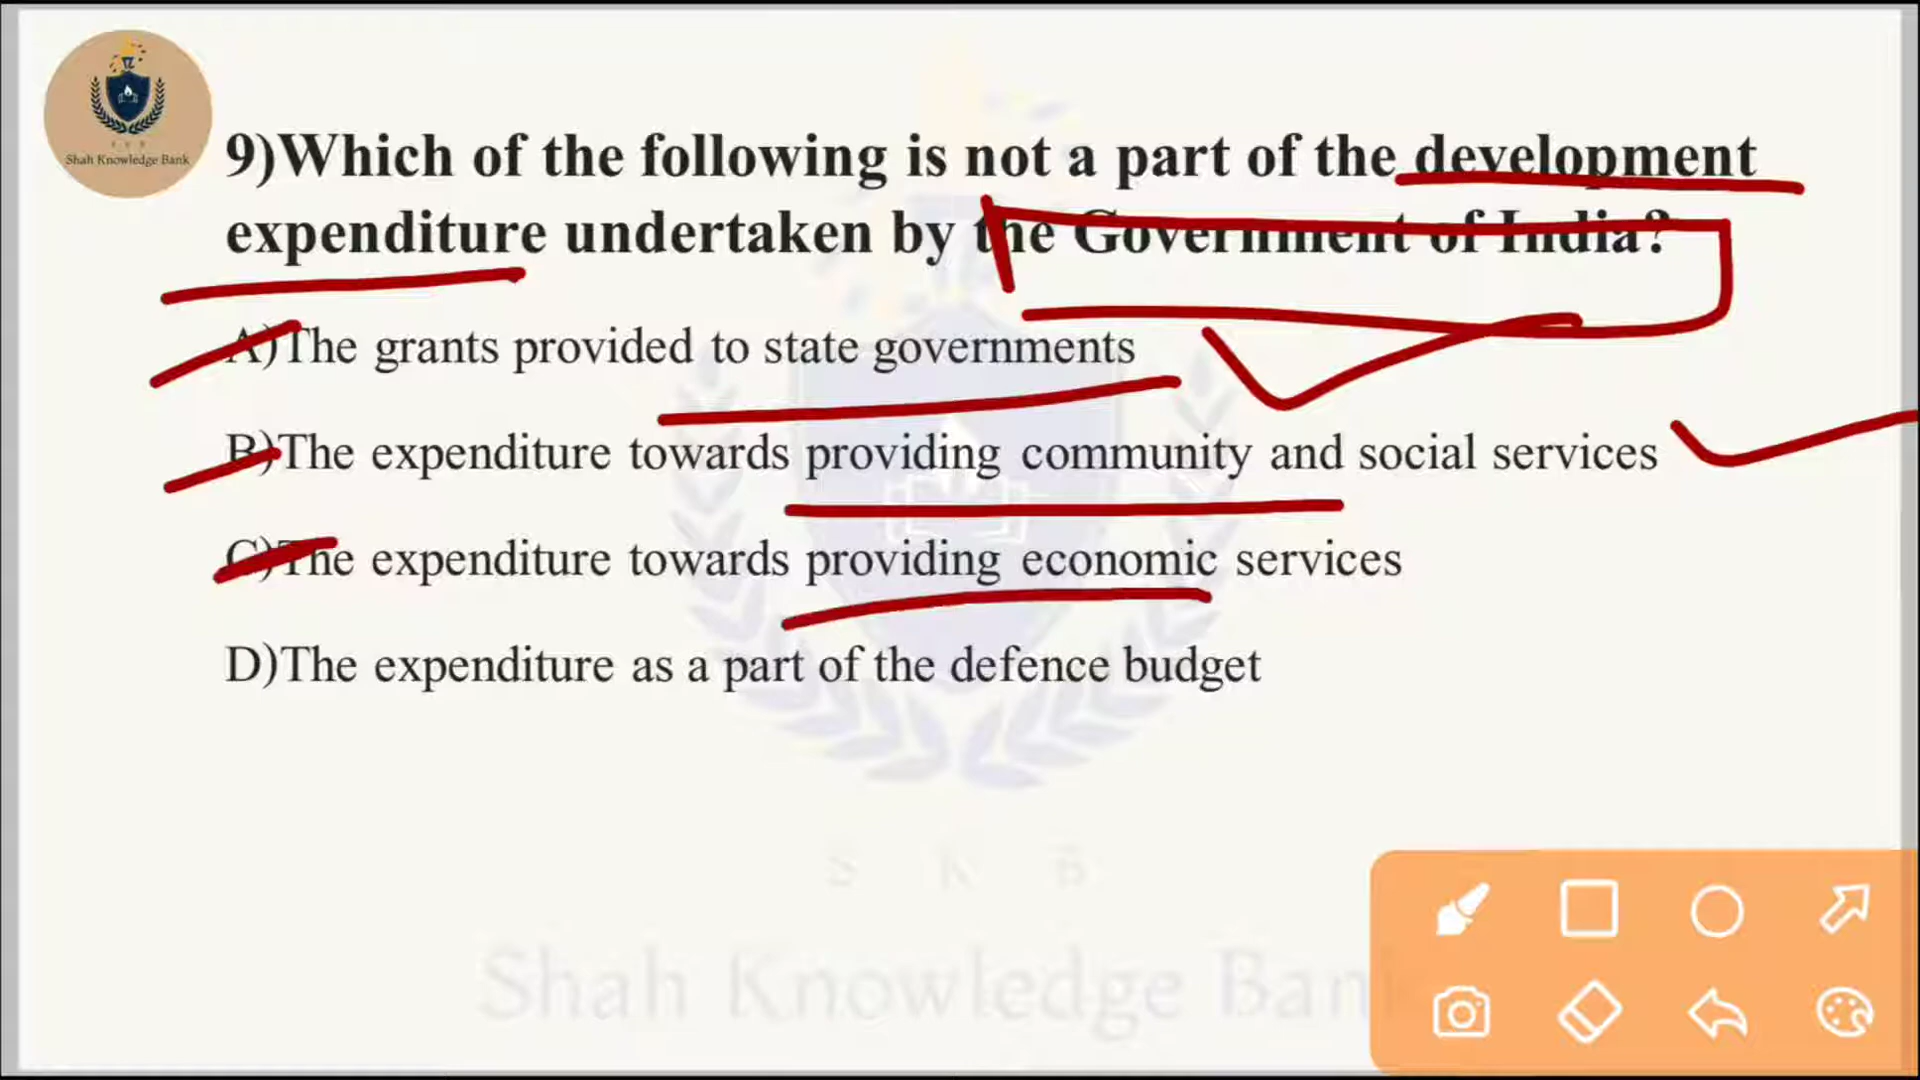 S K B
Shah Knowledge Bank
9)Which of the following is not a part of the development
expenditure undertaken by the Government of India?
A)The grants provided to state governments
B)The expenditure towards providing community and social services
C)The expenditure towards providing economic services
D)The expenditure as a part of the defence budget
S K B
Shah Knowledge Bank